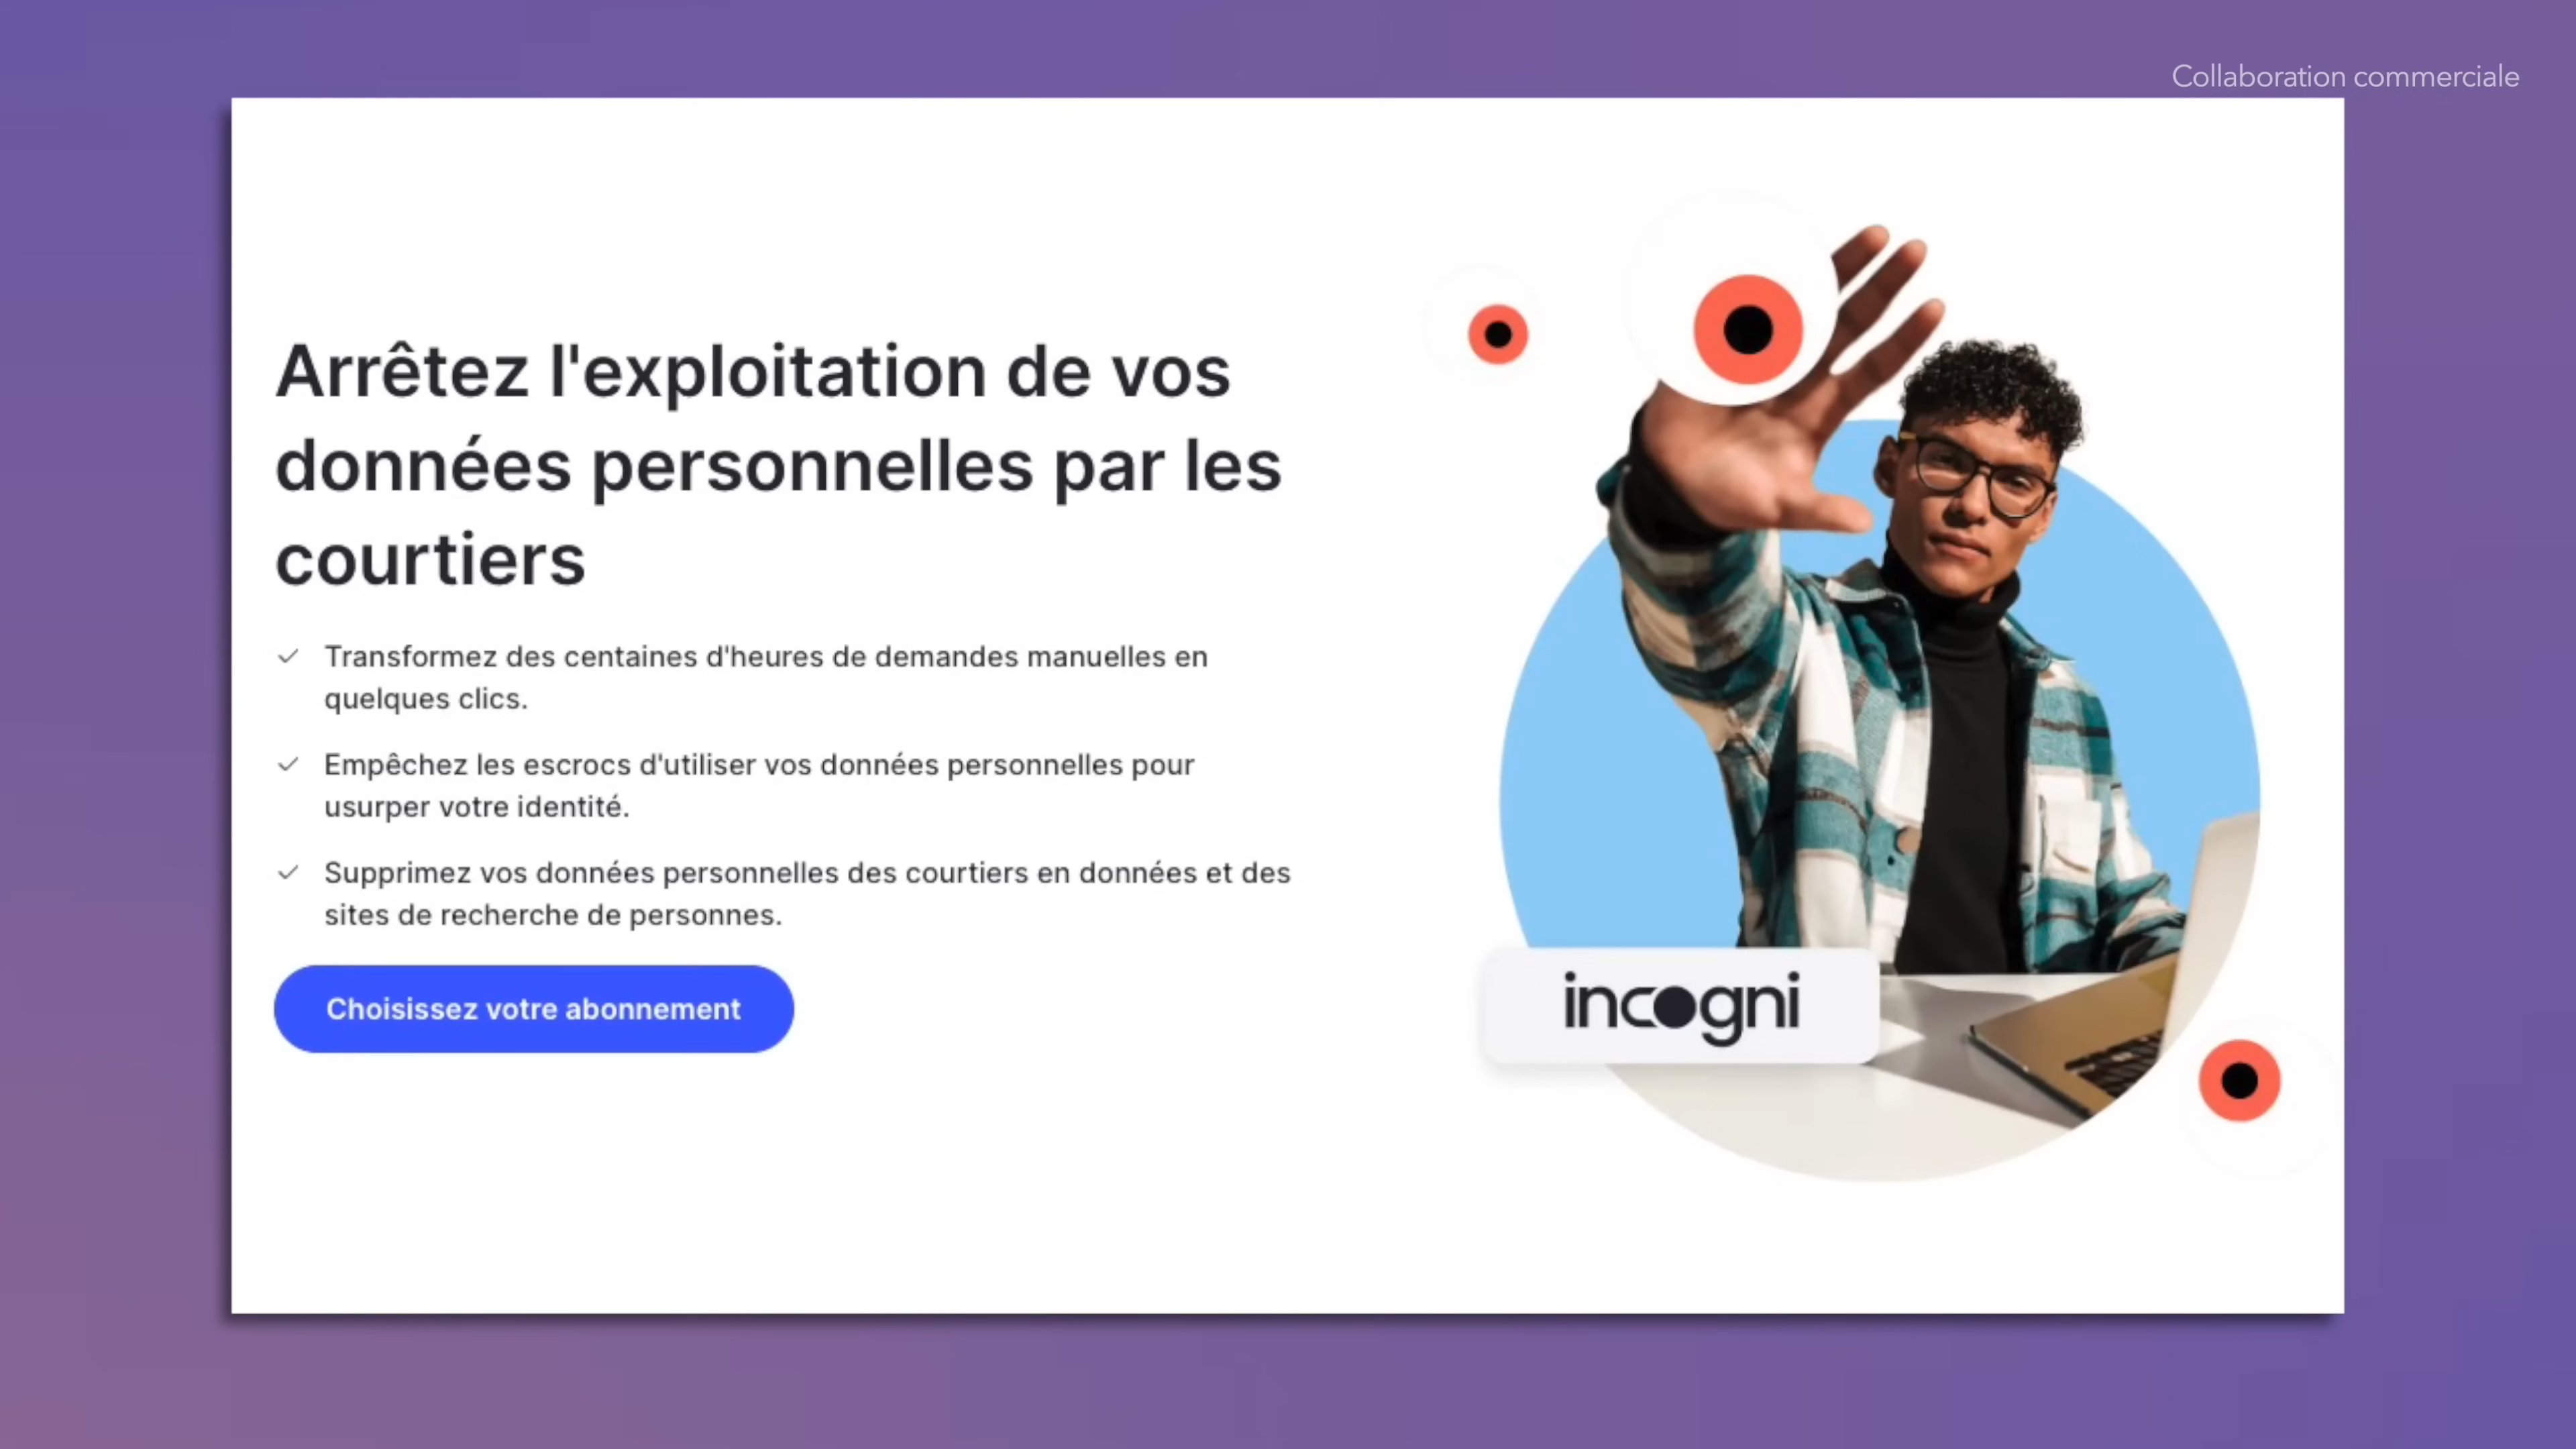 Collaboration commerciale
Arrêtez l'exploitation de vos
données personnelles par les
courtiers
Transformez des centaines d'heures de demandes manuelles en
quelques clics.
Empêchez les escrocs d'utiliser vos données personnelles pour
usurper votre identité.
Supprimez vos données personnelles des courtiers en données et des
sites de recherche de personnes.
Choisissez votre abonnement
incogni